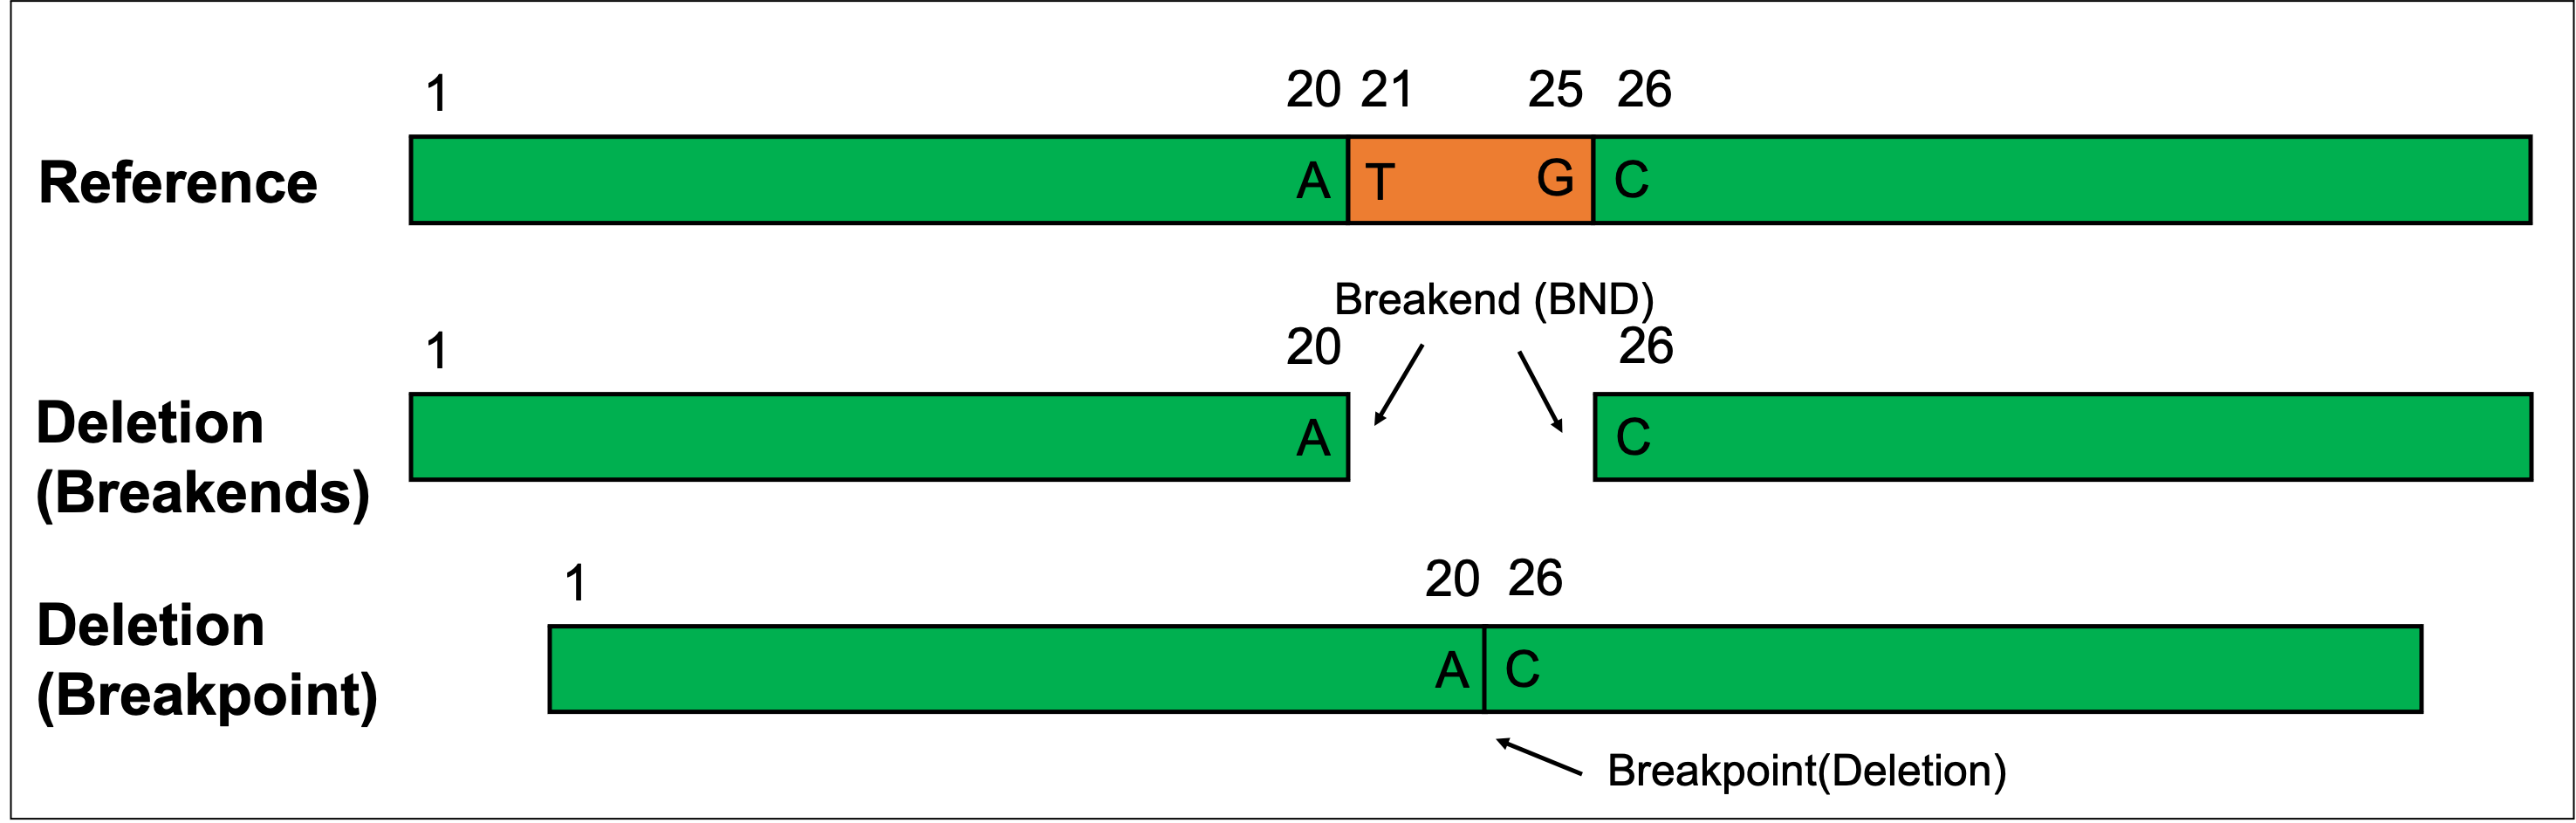 1 20 21 25 26
Reference
A T G C
Breakend (BND)
1 20 26
Deletion
(Breakends)
A C
1 20 26
Deletion
(Breakpoint)
A C
Breakpoint(Deletion)